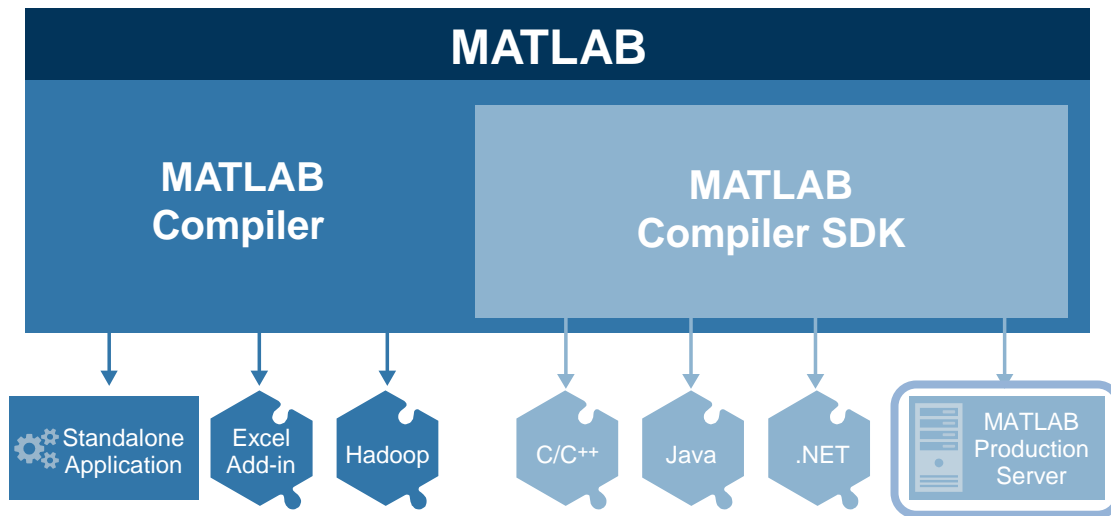 MATLAB
MATLAB
Compiler
MATLAB
Compiler SDK
Standalone
Application
Excel
Add-in
Hadoop
C/C++
Java
.NET
MATLAB
Production
Server